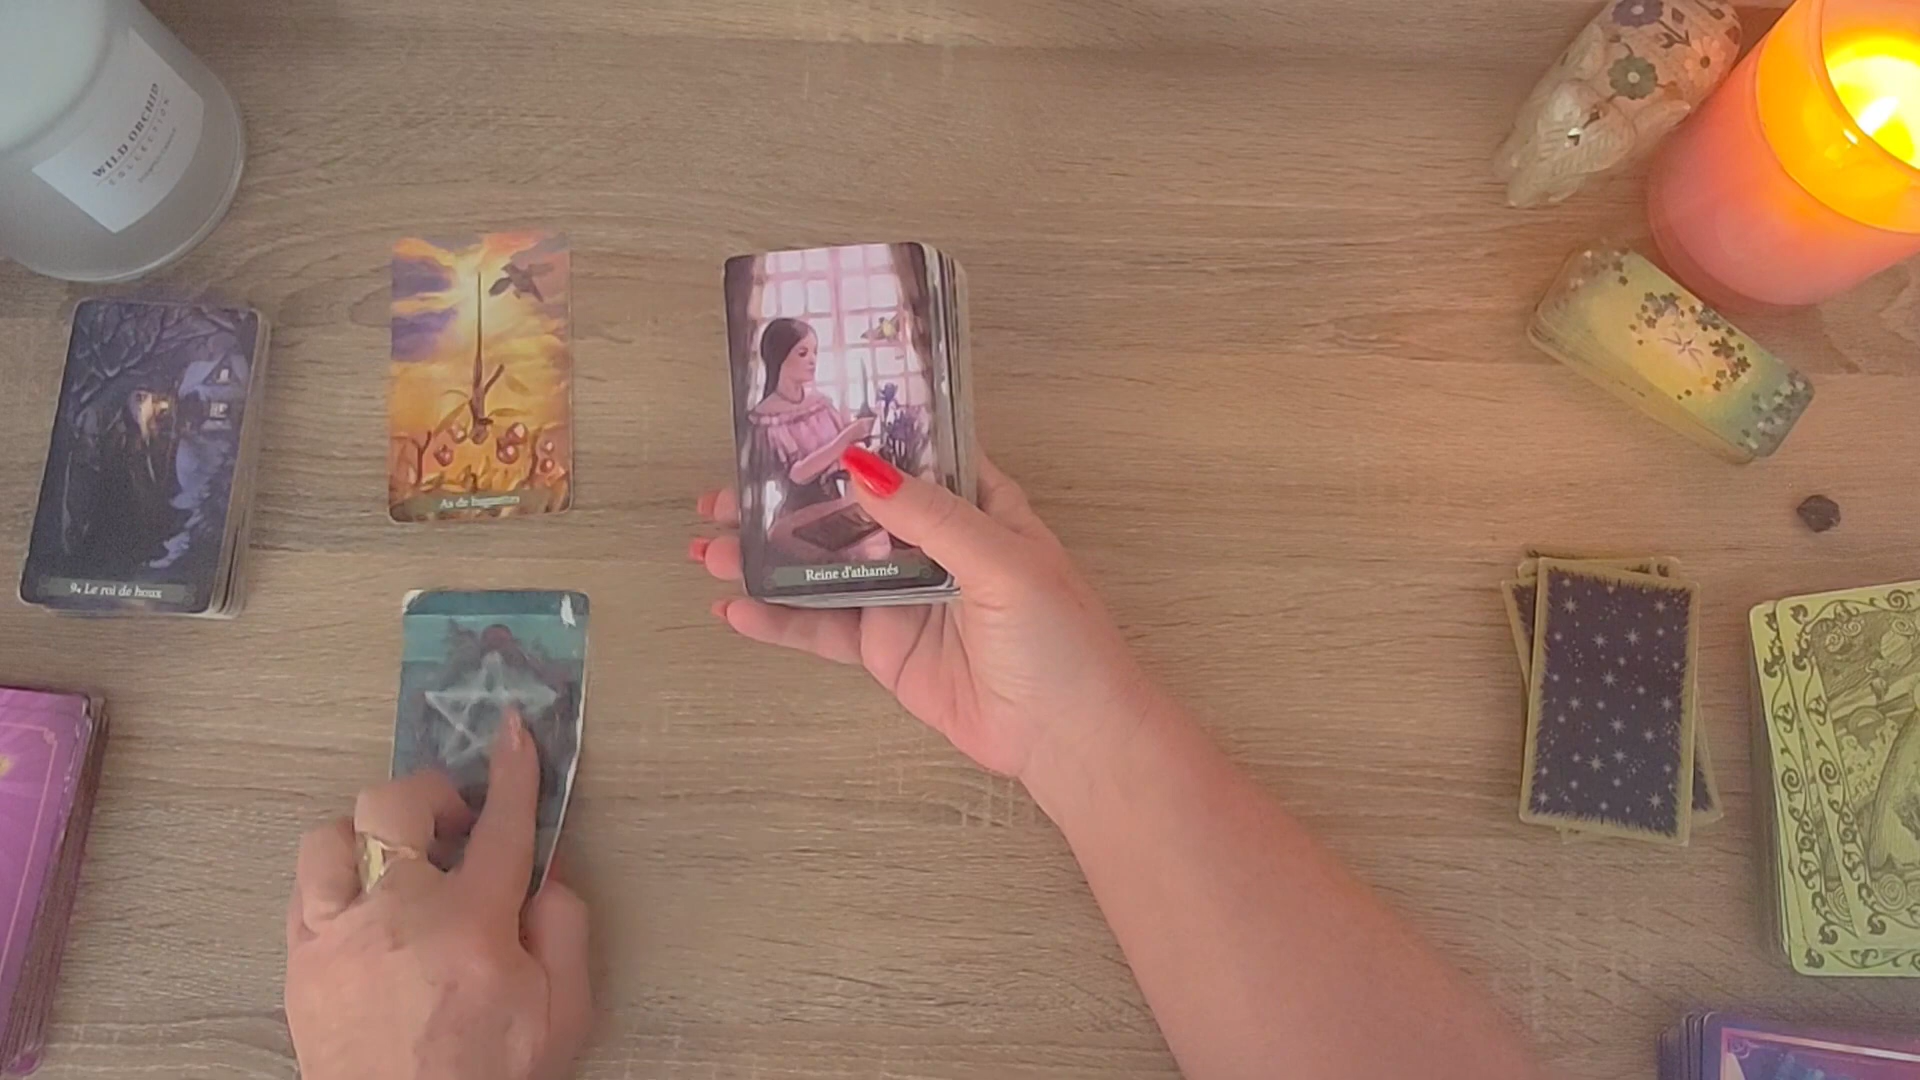 WILD ORCHID
COLLECTION
As de baguettes
9. Le roi de houx
Reine d'athamés